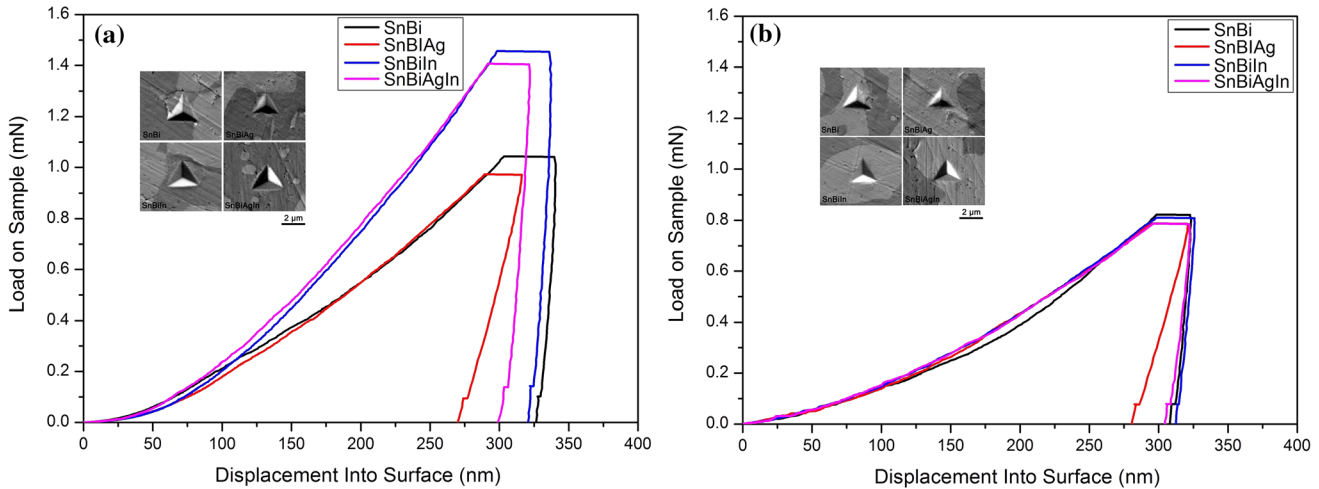 (a)
SnBi
SnBIAg
SnBiIn
SnBiAgIn
SnBi
SnBiAg
SnBiIn
SnBiAgIn
2 μm
1.6
1.4
1.2
1.0
0.8
0.6
0.4
0.2
0.0
Load on Sample (mN)
0 50 100 150 200 250 300 350 400
Displacement Into Surface (nm)
(b)
SnBi
SnBIAg
SnBiIn
SnBiAgIn
SnBi
SnBiAg
SnBiIn
SnBiAgIn
2 μm
1.6
1.4
1.2
1.0
0.8
0.6
0.4
0.2
0.0
Load on Sample (mN)
0 50 100 150 200 250 300 350 400
Displacement Into Surface (nm)